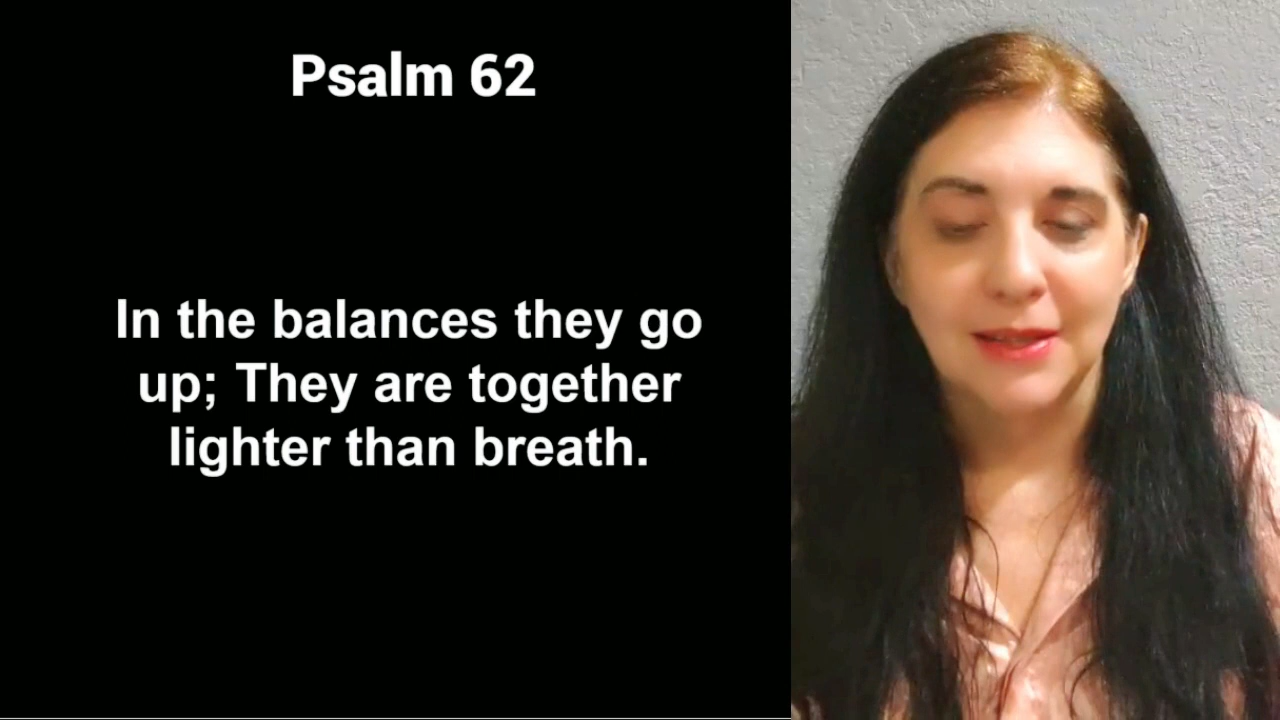 Psalm 62
In the balances they go
up; They are together
lighter than breath.